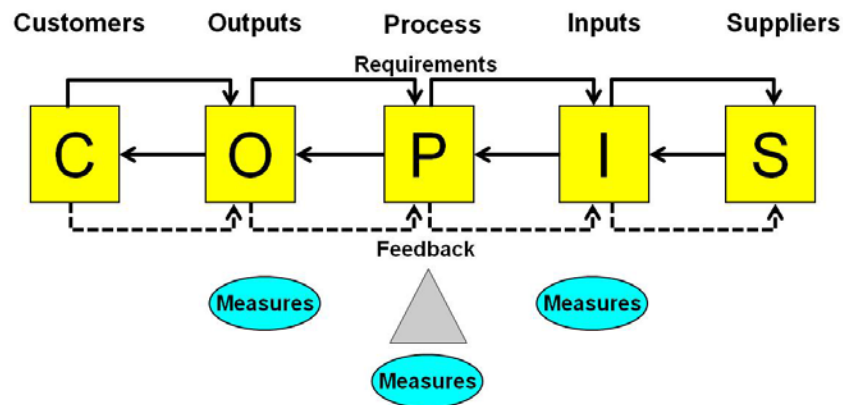 Customers Outputs Process Inputs Suppliers
Requirements
C O P I S
Feedback
Measures Measures
Measures